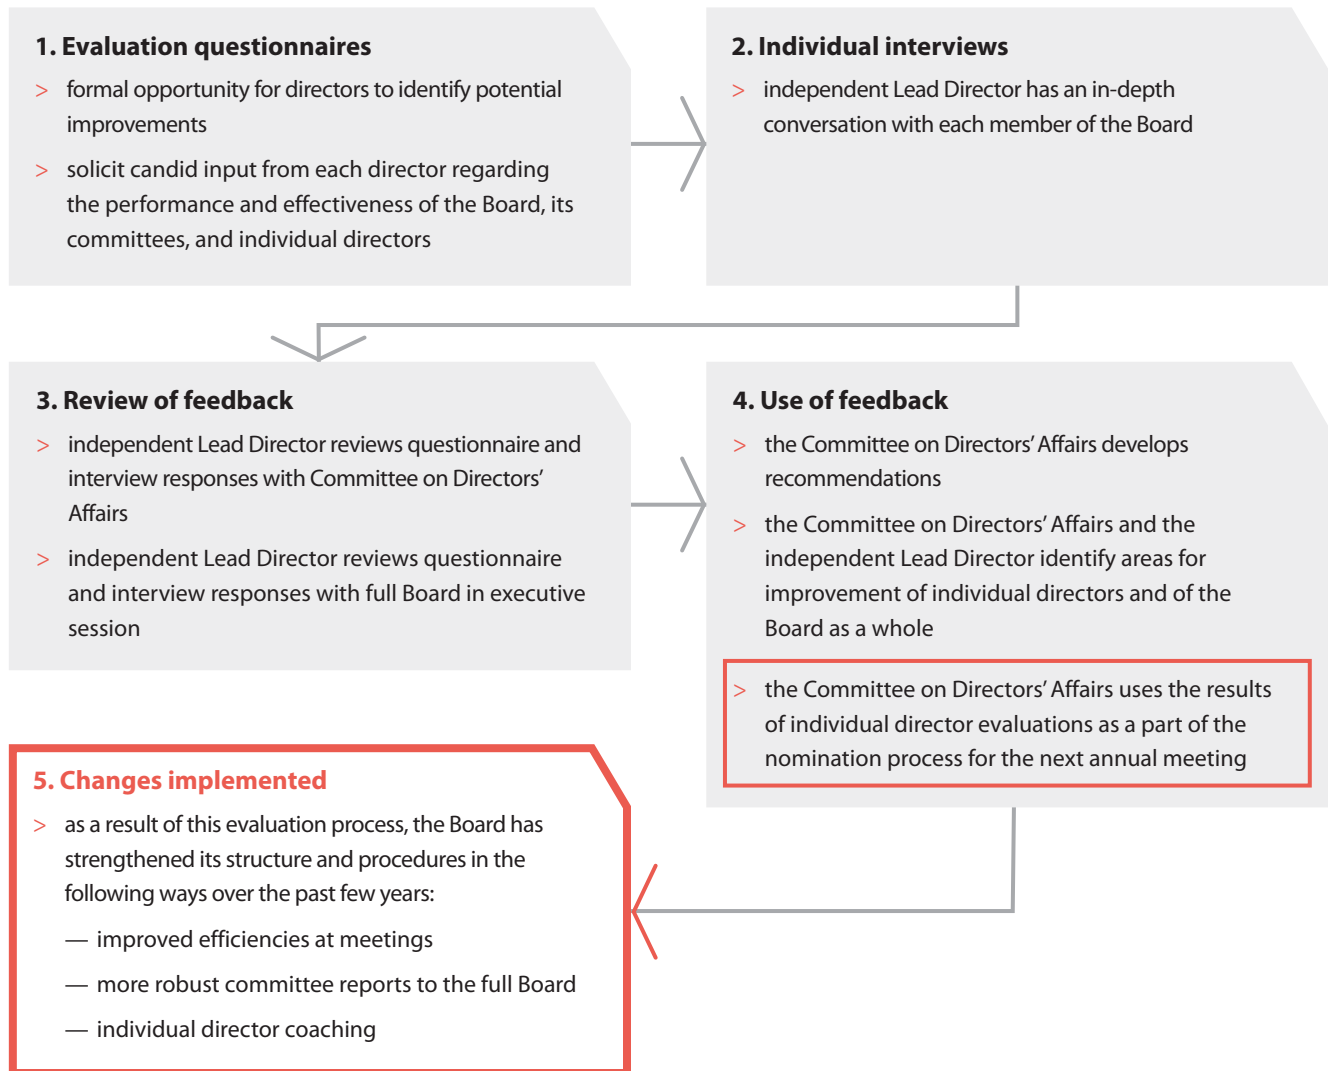 1. Evaluation questionnaires
> formal opportunity for directors to identify potential
improvements
> solicit candid input from each director regarding
the performance and effectiveness of the Board, its
committees, and individual directors
2. Individual interviews
> independent Lead Director has an in-depth
conversation with each member of the Board
3. Review of feedback
> independent Lead Director reviews questionnaire and
interview responses with Committee on Directors’
Affairs
> independent Lead Director reviews questionnaire
and interview responses with full Board in executive
session
4. Use of feedback
> the Committee on Directors’ Affairs develops
recommendations
> the Committee on Directors’ Affairs and the
independent Lead Director identify areas for
improvement of individual directors and of the
Board as a whole
> the Committee on Directors’ Affairs uses the results
of individual director evaluations as a part of the
nomination process for the next annual meeting
5. Changes implemented
> as a result of this evaluation process, the Board has
strengthened its structure and procedures in the
following ways over the past few years:
— improved efficiencies at meetings
— more robust committee reports to the full Board
— individual director coaching